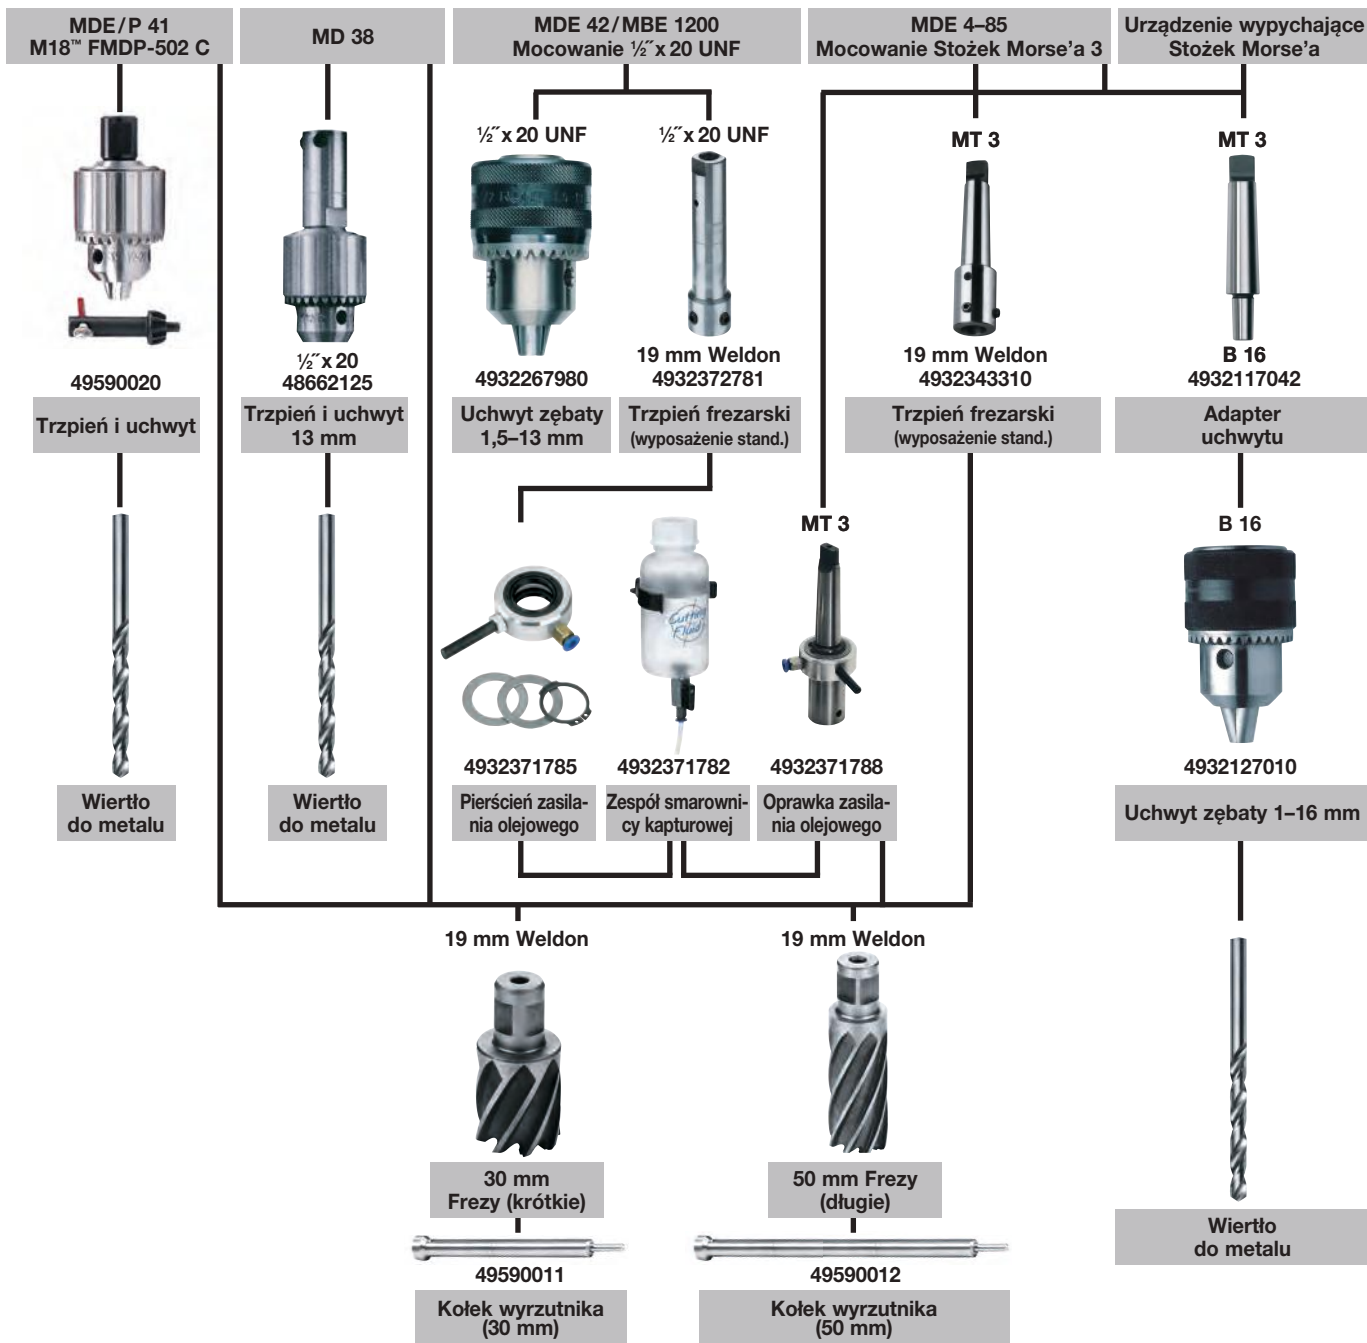 MDE/P 41
M18™ FMDP-502 C
MD 38
MDE 42/MBE 1200
Mocowanie ½˝x 20 UNF
MDE 4–85
Mocowanie Stożek Morse'a 3
Urządzenie wypychające
Stożek Morse'a
½˝x 20 UNF
½˝x 20 UNF
MT 3
MT 3
49590020
Trzpień i uchwyt
½˝x 20
48662125
Trzpień i uchwyt
13 mm
4932267980
Uchwyt zębaty
1,5–13 mm
19 mm Weldon
4932372781
Trzpień frezarski
(wyposażenie stand.)
19 mm Weldon
4932343310
Trzpień frezarski
(wyposażenie stand.)
B 16
4932117042
Adapter
uchwytu
MT 3
B 16
Cutting
Fluid
Wiertło
do metalu
Wiertło
do metalu
4932371785
Pierścień zasila-
nia olejowego
4932371782
Zespół smarowni-
cy kapturowej
4932371788
Oprawka zasila-
nia olejowego
4932127010
Uchwyt zębaty 1–16 mm
19 mm Weldon
19 mm Weldon
30 mm
Frezy (krótkie)
50 mm Frezy
(długie)
Wiertło
do metalu
49590011
Kołek wyrzutnika
(30 mm)
49590012
Kołek wyrzutnika
(50 mm)